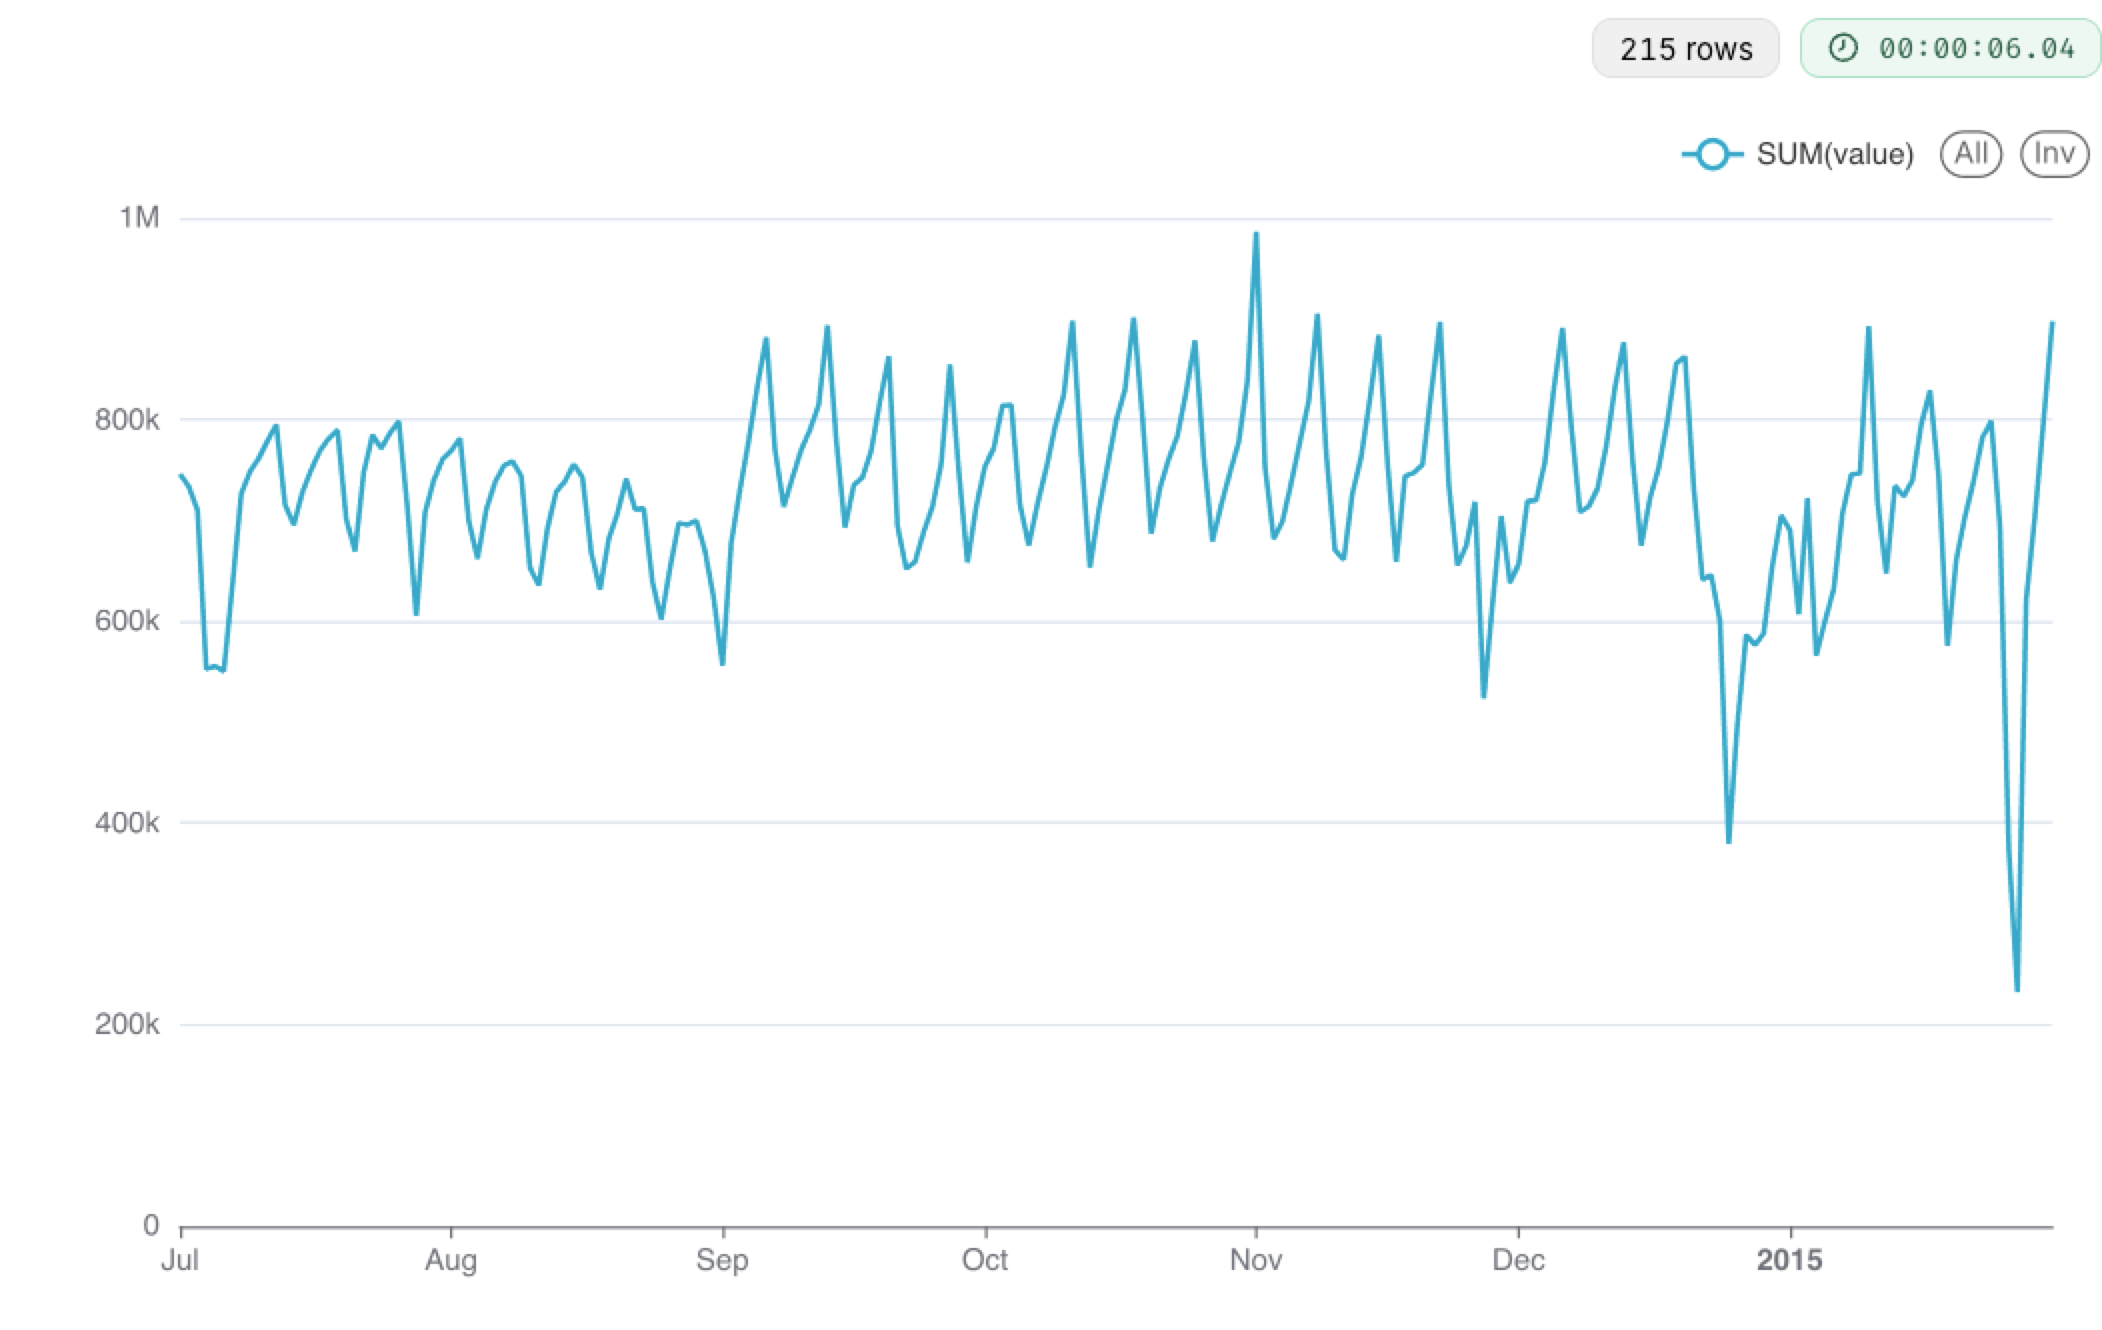 215 rows 00:00:06.04
SUM(value) All Inv
1M
800k
600k
400k
200k
0
Jul Aug Sep Oct Nov Dec 2015